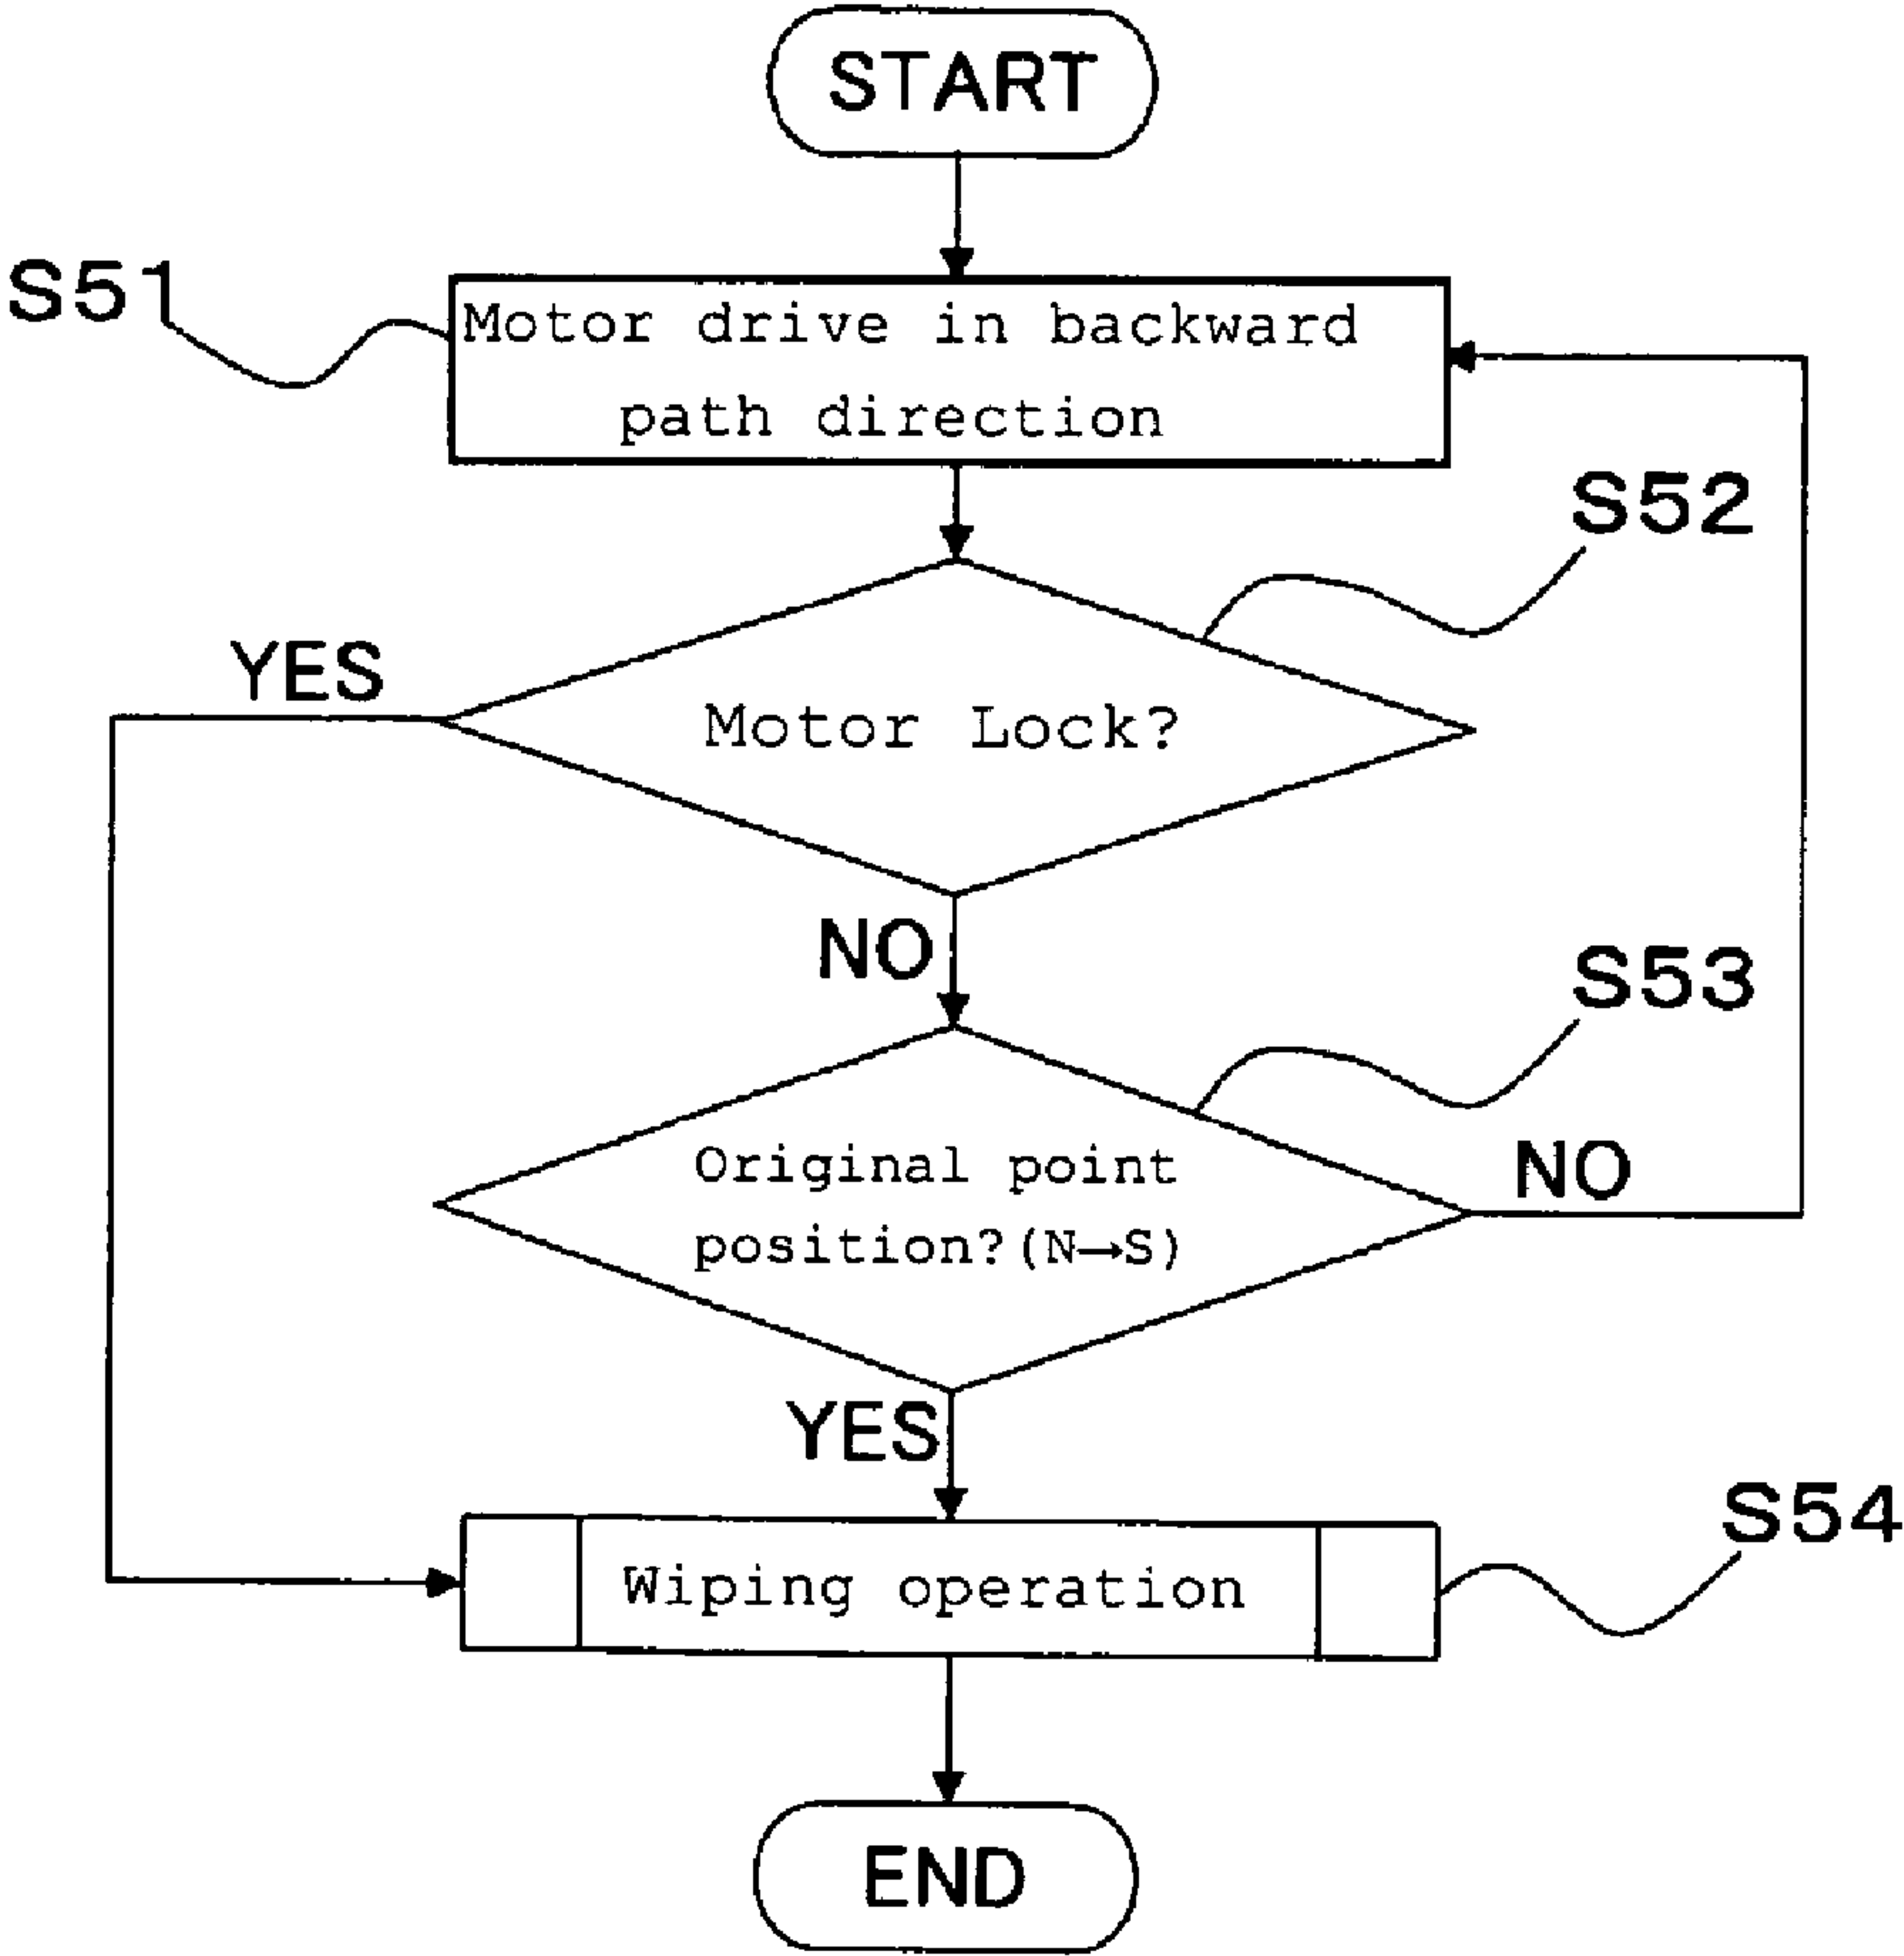 START
S51
Motor drive in backward
path direction
S52
YES
Motor Lock?
NO
S53
Original point
position?(N→S)
NO
YES
S54
Wiping operation
END